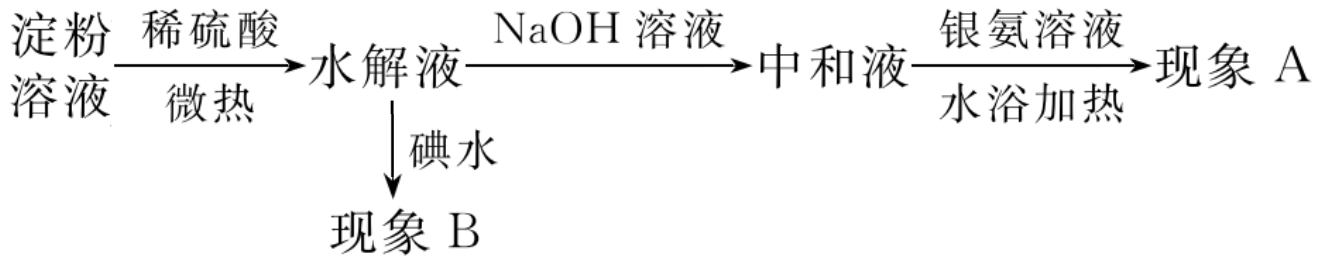 淀粉溶液
稀硫酸
微热
水解液
NaOH 溶液
中和液
银氨溶液
水浴加热
现象 A
碘水
现象 B